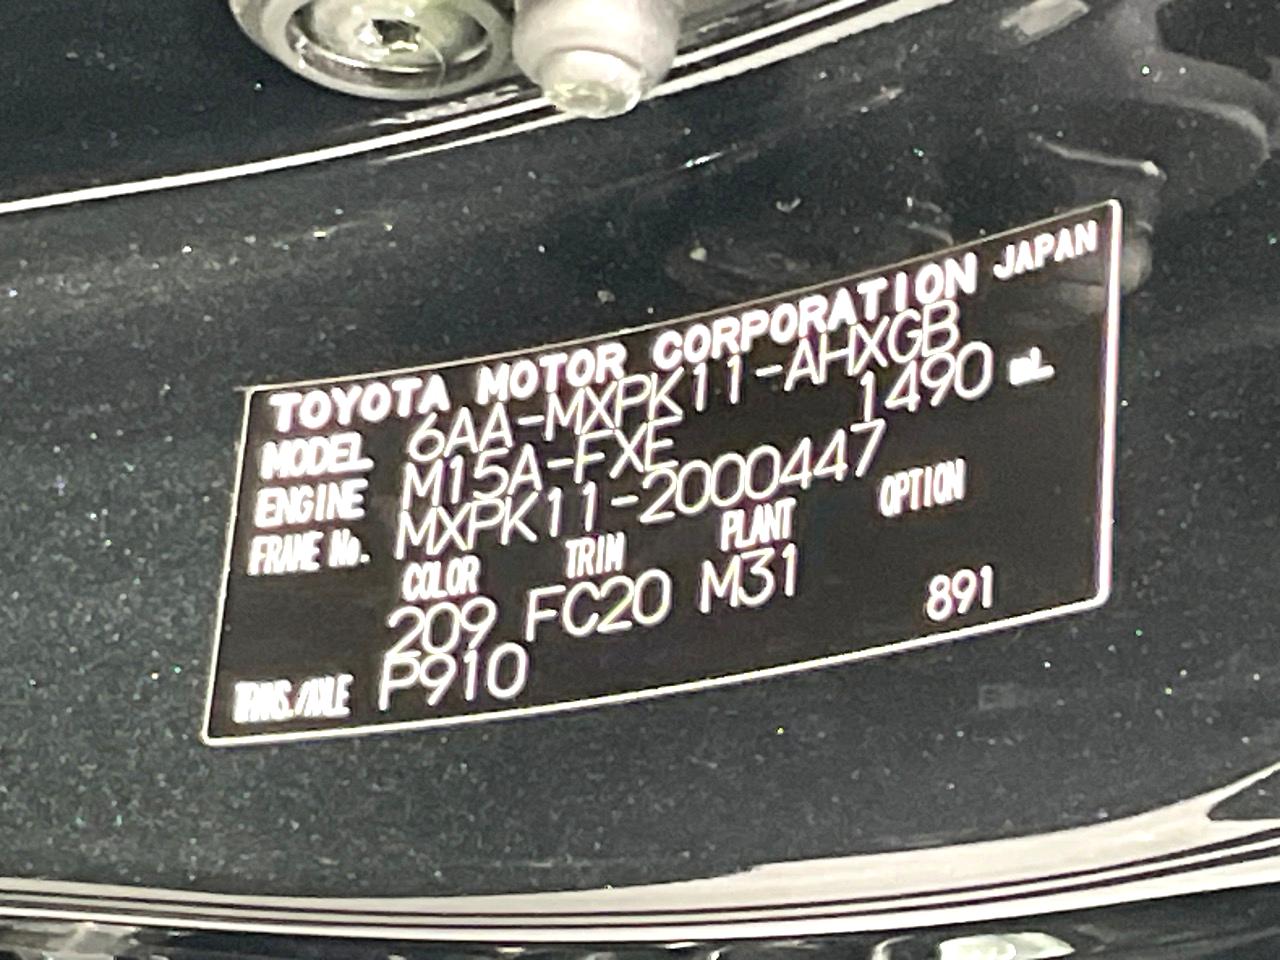 TOYOTA MOTOR CORPORATION JAPAN
MODEL 6AA-MXPK11-AHXGB
ENGINE M15A-FXE 1490 mL
FRAME No. MXPK11-2000447
COLOR TRIM PLANT OPTION
209 FC20 M31 891
TRANS./AXLE P910